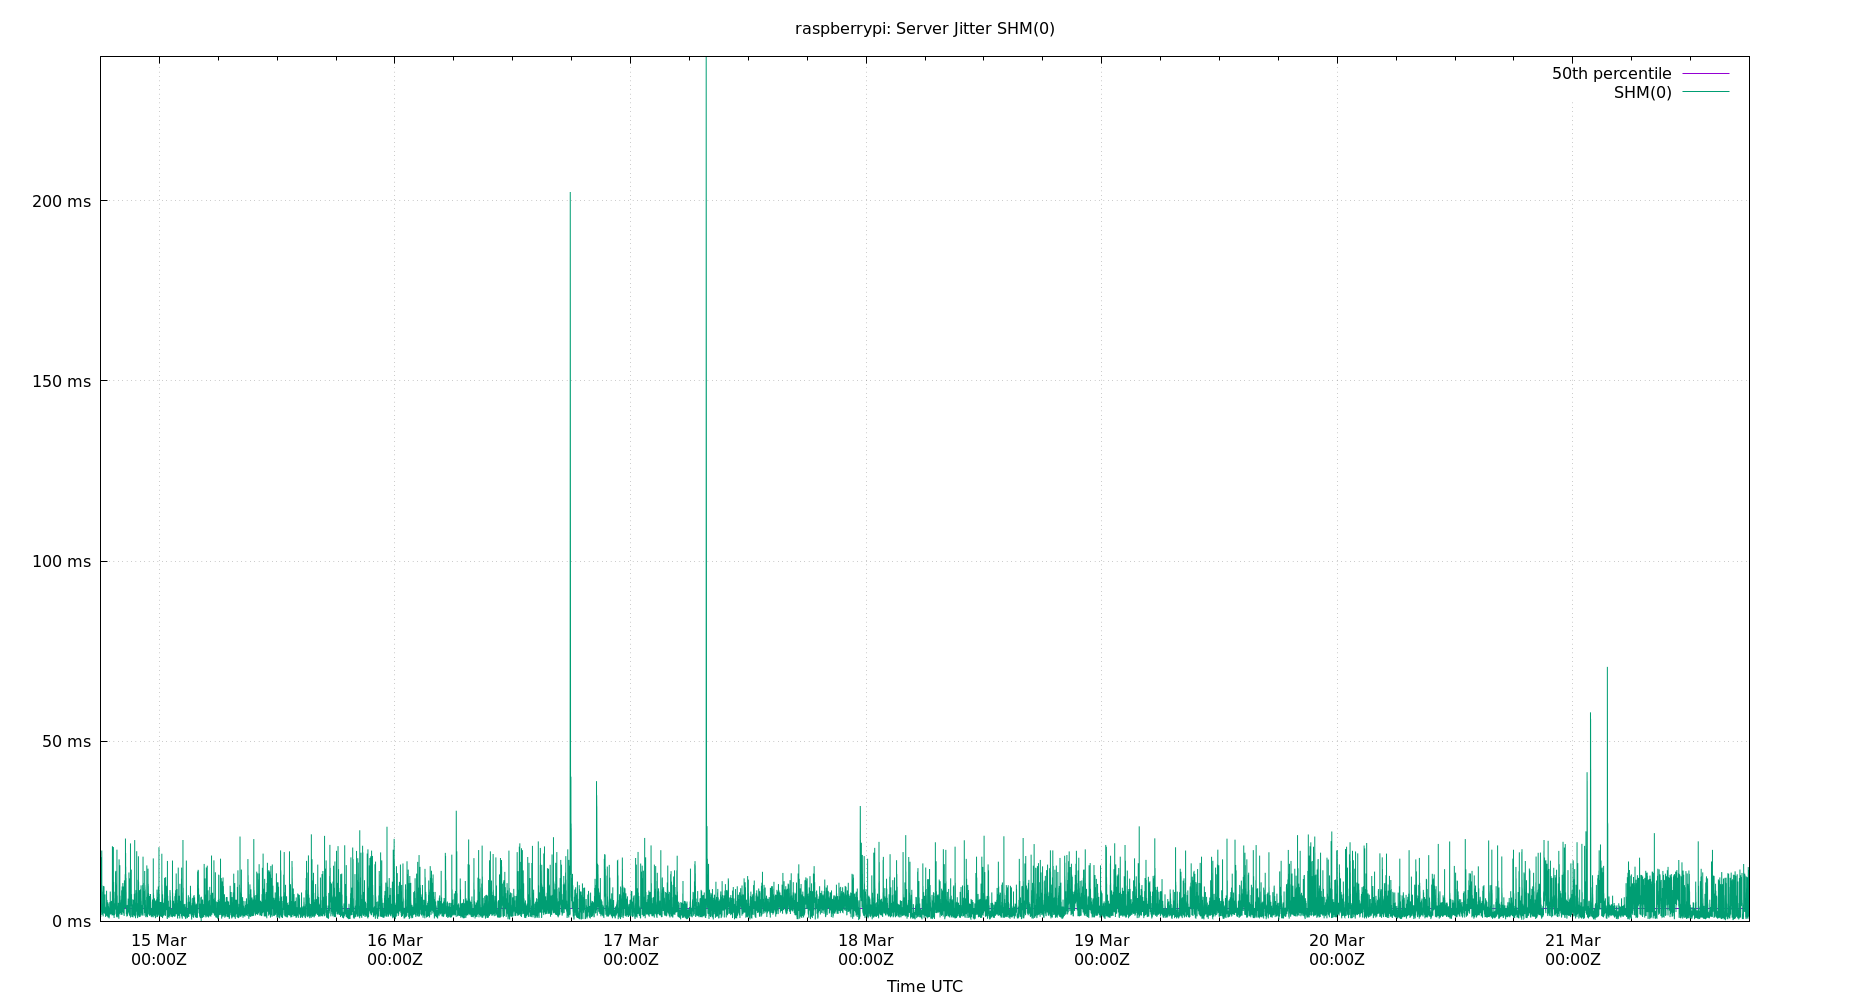 raspberrypi: Server Jitter SHM(0)
50th percentile
SHM(0)
200 ms
150 ms
100 ms
50 ms
0 ms
15 Mar 16 Mar 17 Mar 18 Mar 19 Mar 20 Mar 21 Mar
00:00Z 00:00Z 00:00Z 00:00Z 00:00Z 00:00Z 00:00Z
Time UTC